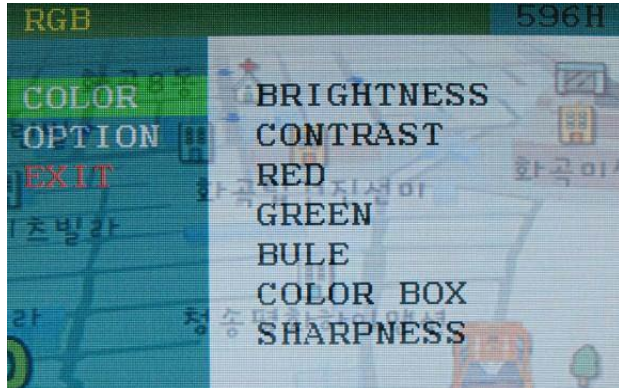 RGB 596H
COLOR
OPTION
EXIT
BRIGHTNESS
CONTRAST
RED
GREEN
BULE
COLOR BOX
SHARPNESS